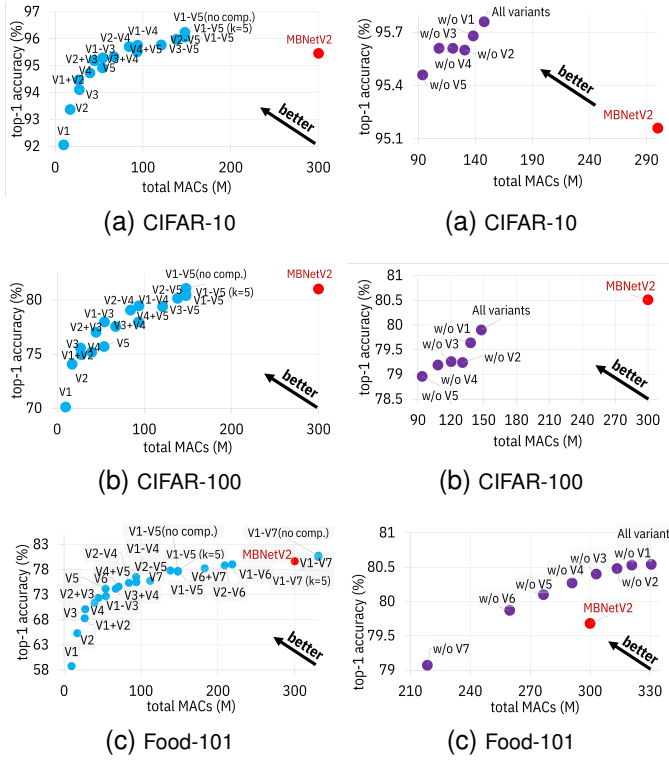 top-1 accuracy (%)
97
96
95
94
93
92
V1-V5(no comp.)
V1-V4
V1-V5 (k=5)
V2-V4
V2-V5
V1-V5
V1-V3
V4+V5
V3-V5
V2+V3
V3+V4
V4
V5
V1+V2
V3
V2
V1
MBNetV2
better
0
100
200
300
total MACs (M)
(a) CIFAR-10
top-1 accuracy (%)
95.7
95.4
95.1
All variants
w/o V1
w/o V3
w/o V2
w/o V4
w/o V5
better
MBNetV2
90
140
190
240
290
total MACs (M)
(a) CIFAR-10
top-1 accuracy (%)
80
75
70
V1-V5(no comp.)
MBNetV2
V2-V5
V1-V5 (k=5)
V2-V4
V1-V4
V1-V5
V1-V3
V4+V5
V3-V5
V2+V3
V3+V4
V3
V4
V5
V1+V2
V2
V1
better
0
100
200
300
total MACs (M)
(b) CIFAR-100
top-1 accuracy (%)
81
80.5
80
79.5
79
78.5
MBNetV2
All variants
w/o V1
w/o V3
w/o V2
w/o V4
w/o V5
better
90
120
150
180
210
240
270
300
total MACs (M)
(b) CIFAR-100
top-1 accuracy (%)
83
78
73
68
63
58
V1-V5(no comp.)
V1-V7(no comp.)
V1-V4
V2-V4
V2-V5
V1-V5 (k=5)
MBNetV2
V1-V7
V4+V5
V5
V6
V7
V6+V7
V1-V6
V1-V7 (k=5)
V2+V3
V3+V4
V1-V5
V2-V6
V1-V3
V3
V4
V1+V2
V2
V1
better
0
100
200
300
total MACs (M)
(c) Food-101
top-1 accuracy (%)
81
80.5
80
79.5
79
All variant
w/o V1
w/o V3
w/o V4
w/o V2
w/o V5
w/o V6
MBNetV2
w/o V7
better
210
240
270
300
330
total MACs (M)
(c) Food-101